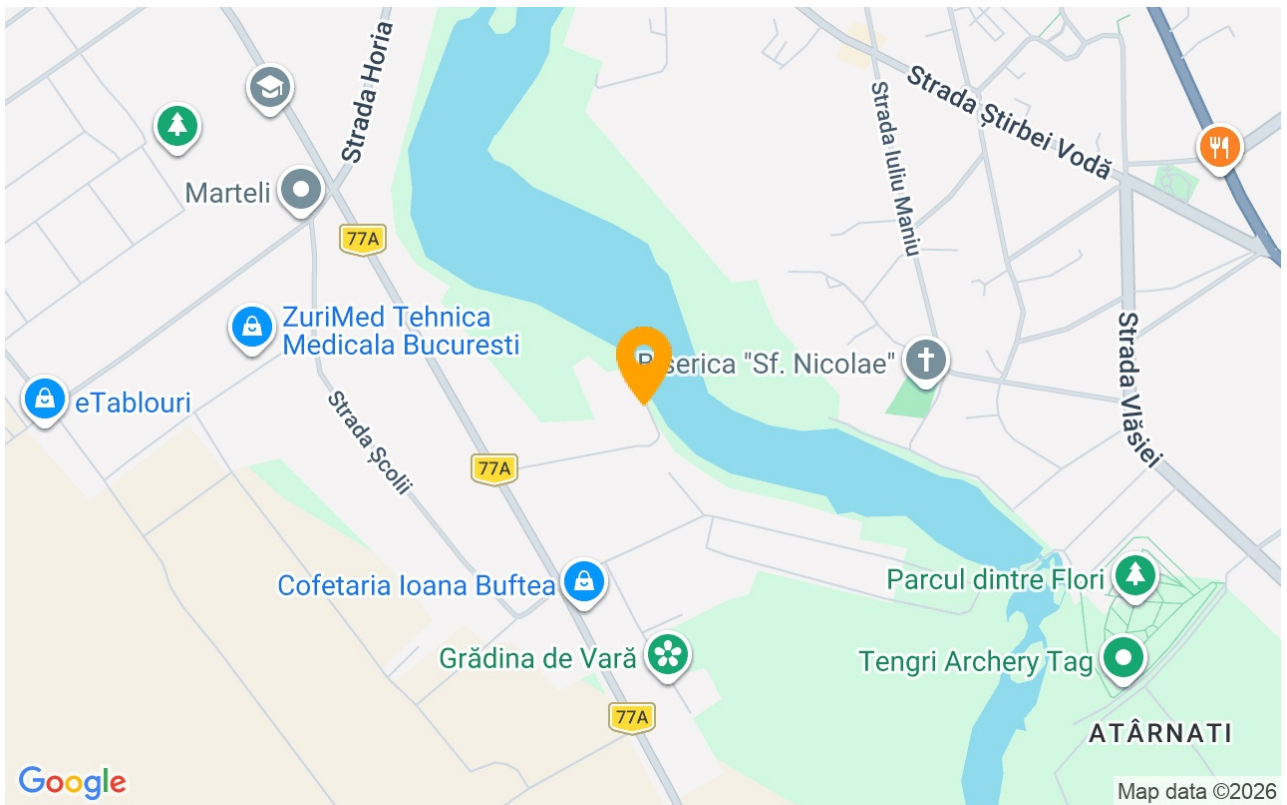 Strada Horia
Strada Știrbei Vodă
Strada Iuliu Maniu
Marteli
77A
ZuriMed Tehnica
Medicala Bucuresti
Biserica "Sf. Nicolae"
Strada Vlăsiei
eTablouri
Strada Școlii
77A
Cofetaria Ioana Buftea
Parcul dintre Flori
Grădina de Vară
Tengri Archery Tag
77A
ATÂRNATI
Google
Map data ©2026